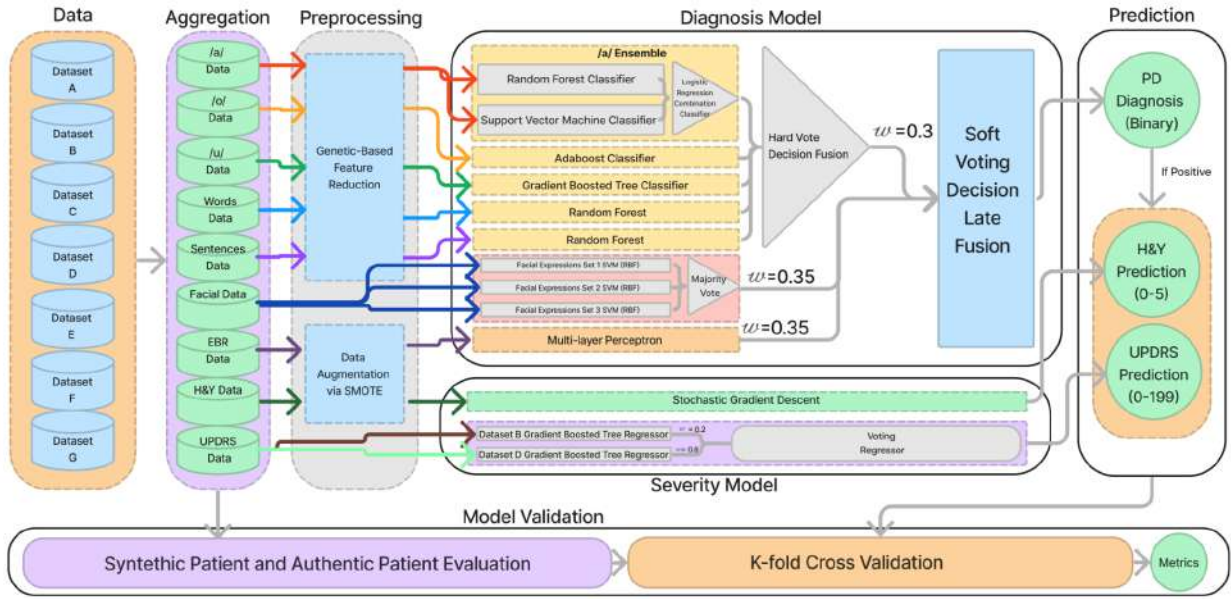 Data
Aggregation
Preprocessing
Diagnosis Model
Prediction
Dataset
A
Dataset
B
Dataset
C
Dataset
D
Dataset
E
Dataset
F
Dataset
G
/a/
Data
/o/
Data
/u/
Data
Words
Data
Sentences
Data
Facial Data
EBR
Data
H&Y Data
UPDRS
Data
Genetic-Based
Feature
Reduction
Data
Augmentation
via SMOTE
/a/ Ensemble
Random Forest Classifier
Support Vector Machine Classifier
Logistic
Regression
Combination
Classifier
Adaboost Classifier
Gradient Boosted Tree Classifier
Random Forest
Random Forest
Facial Expressions Set 1 SVM (RBF)
Facial Expressions Set 2 SVM (RBF)
Facial Expressions Set 3 SVM (RBF)
Majority
Vote
Multi-layer Perceptron
Hard Vote
Decision Fusion
w=0.3
w=0.35
w=0.35
Soft
Voting
Decision
Late
Fusion
Stochastic Gradient Descent
Dataset B Gradient Boosted Tree Regressor
w=0.2
Dataset D Gradient Boosted Tree Regressor
w=0.8
Voting
Regressor
Severity Model
PD
Diagnosis
(Binary)
If Positive
H&Y
Prediction
(0-5)
UPDRS
Prediction
(0-199)
Model Validation
Syntethic Patient and Authentic Patient Evaluation
K-fold Cross Validation
Metrics